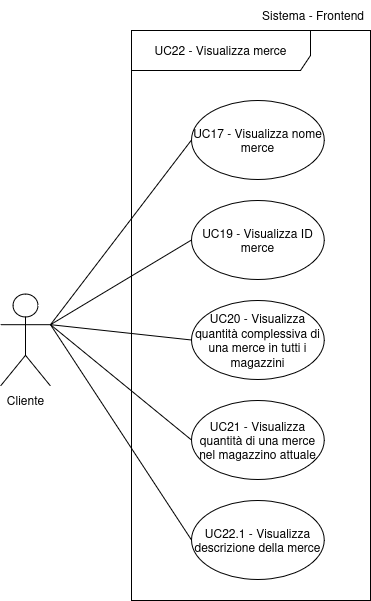 Sistema - Frontend
UC22 - Visualizza merce
UC17 - Visualizza nome
merce
UC19 - Visualizza ID
merce
UC20 - Visualizza
quantità complessiva di
una merce in tutti i
magazzini
Cliente
UC21 - Visualizza
quantità di una merce
nel magazzino attuale
UC22.1 - Visualizza
descrizione della merce